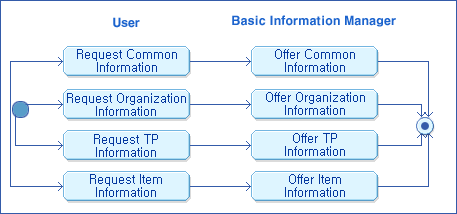 User
Basic Information Manager
Request Common
Information
Offer Common
Information
Request Organization
Information
Offer Organization
Information
Request TP
Information
Offer TP
Information
Request Item
Information
Offer Item
Information